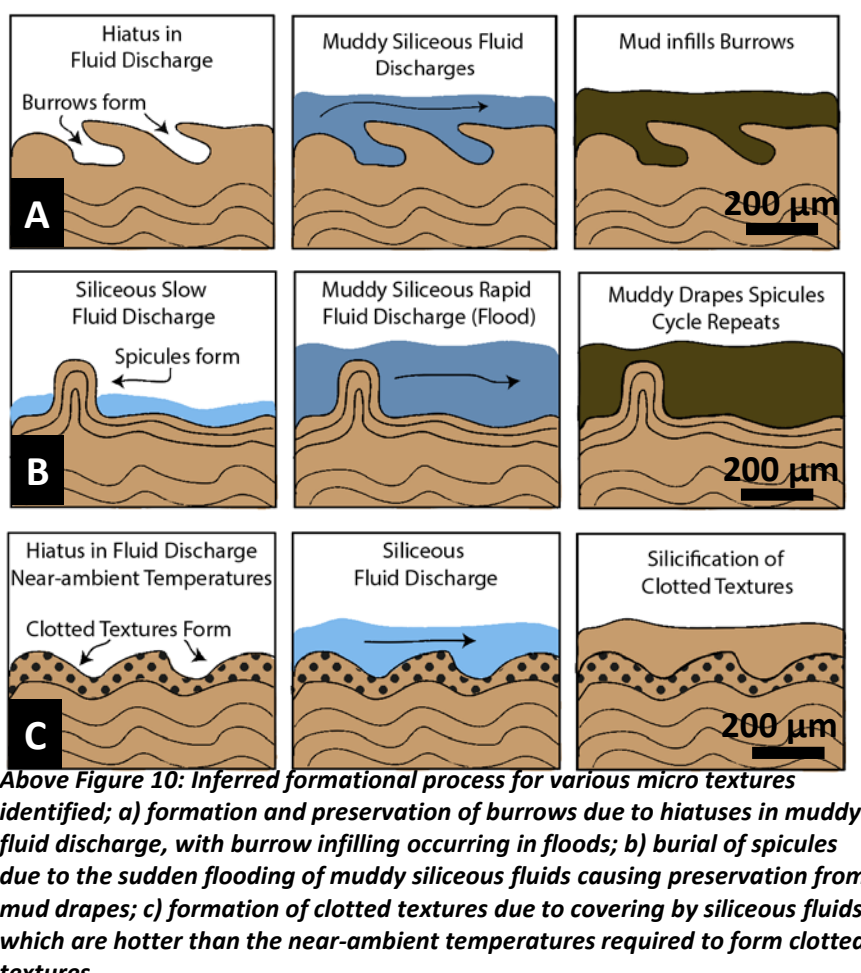 Hiatus in
Fluid Discharge
Burrows form
A
Muddy Siliceous Fluid
Discharges
Mud infills Burrows
200 µm
Siliceous Slow
Fluid Discharge
Spicules form
B
Muddy Siliceous Rapid
Fluid Discharge (Flood)
Muddy Drapes Spicules
Cycle Repeats
200 µm
Hiatus in Fluid Discharge
Near-ambient Temperatures
Clotted Textures Form
C
Siliceous
Fluid Discharge
Silicification of
Clotted Textures
200 µm
Above Figure 10: Inferred formational process for various micro textures
identified; a) formation and preservation of burrows due to hiatuses in muddy
fluid discharge, with burrow infilling occurring in floods; b) burial of spicules
due to the sudden flooding of muddy siliceous fluids causing preservation from
mud drapes; c) formation of clotted textures due to covering by siliceous fluids
which are hotter than the near-ambient temperatures required to form clotted
textures